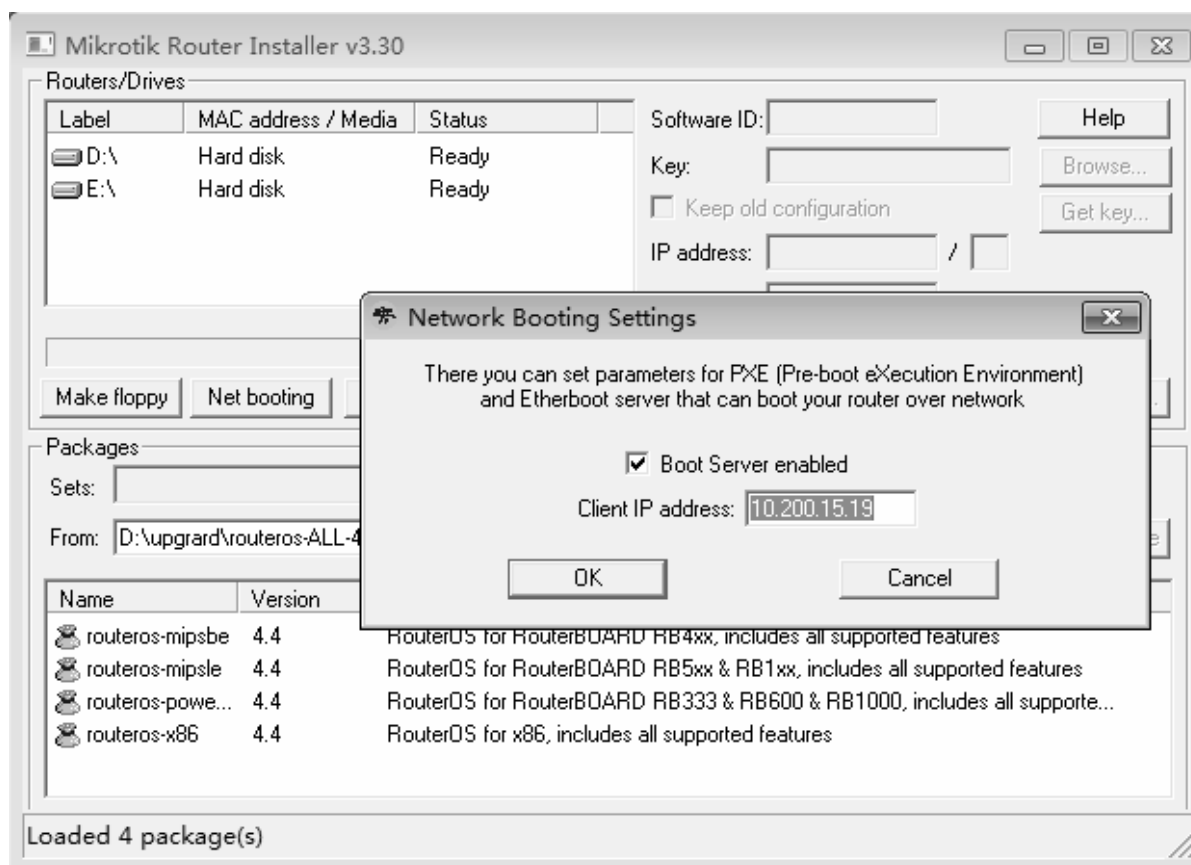 Mikrotik Router Installer v3.30
Routers/Drives
Label MAC address / Media Status
D:\ Hard disk Ready
E:\ Hard disk Ready
Software ID:
Help
Key:
Browse...
Keep old configuration
Get key...
IP address: /
Make floppy Net booting
Network Booting Settings
There you can set parameters for PXE (Pre-boot eXecution Environment)
and Etherboot server that can boot your router over network
Boot Server enabled
Client IP address: 10.200.15.19
OK Cancel
Packages
Sets:
From: D:\upgrard\routeros-ALL-4
Name Version
routeros-mipsbe 4.4 RouterOS for RouterBOARD RB4xx, includes all supported features
routeros-mipsle 4.4 RouterOS for RouterBOARD RB5xx & RB1xx, includes all supported features
routeros-powe... 4.4 RouterOS for RouterBOARD RB333 & RB600 & RB1000, includes all supporte...
routeros-x86 4.4 RouterOS for x86, includes all supported features
Loaded 4 package(s)